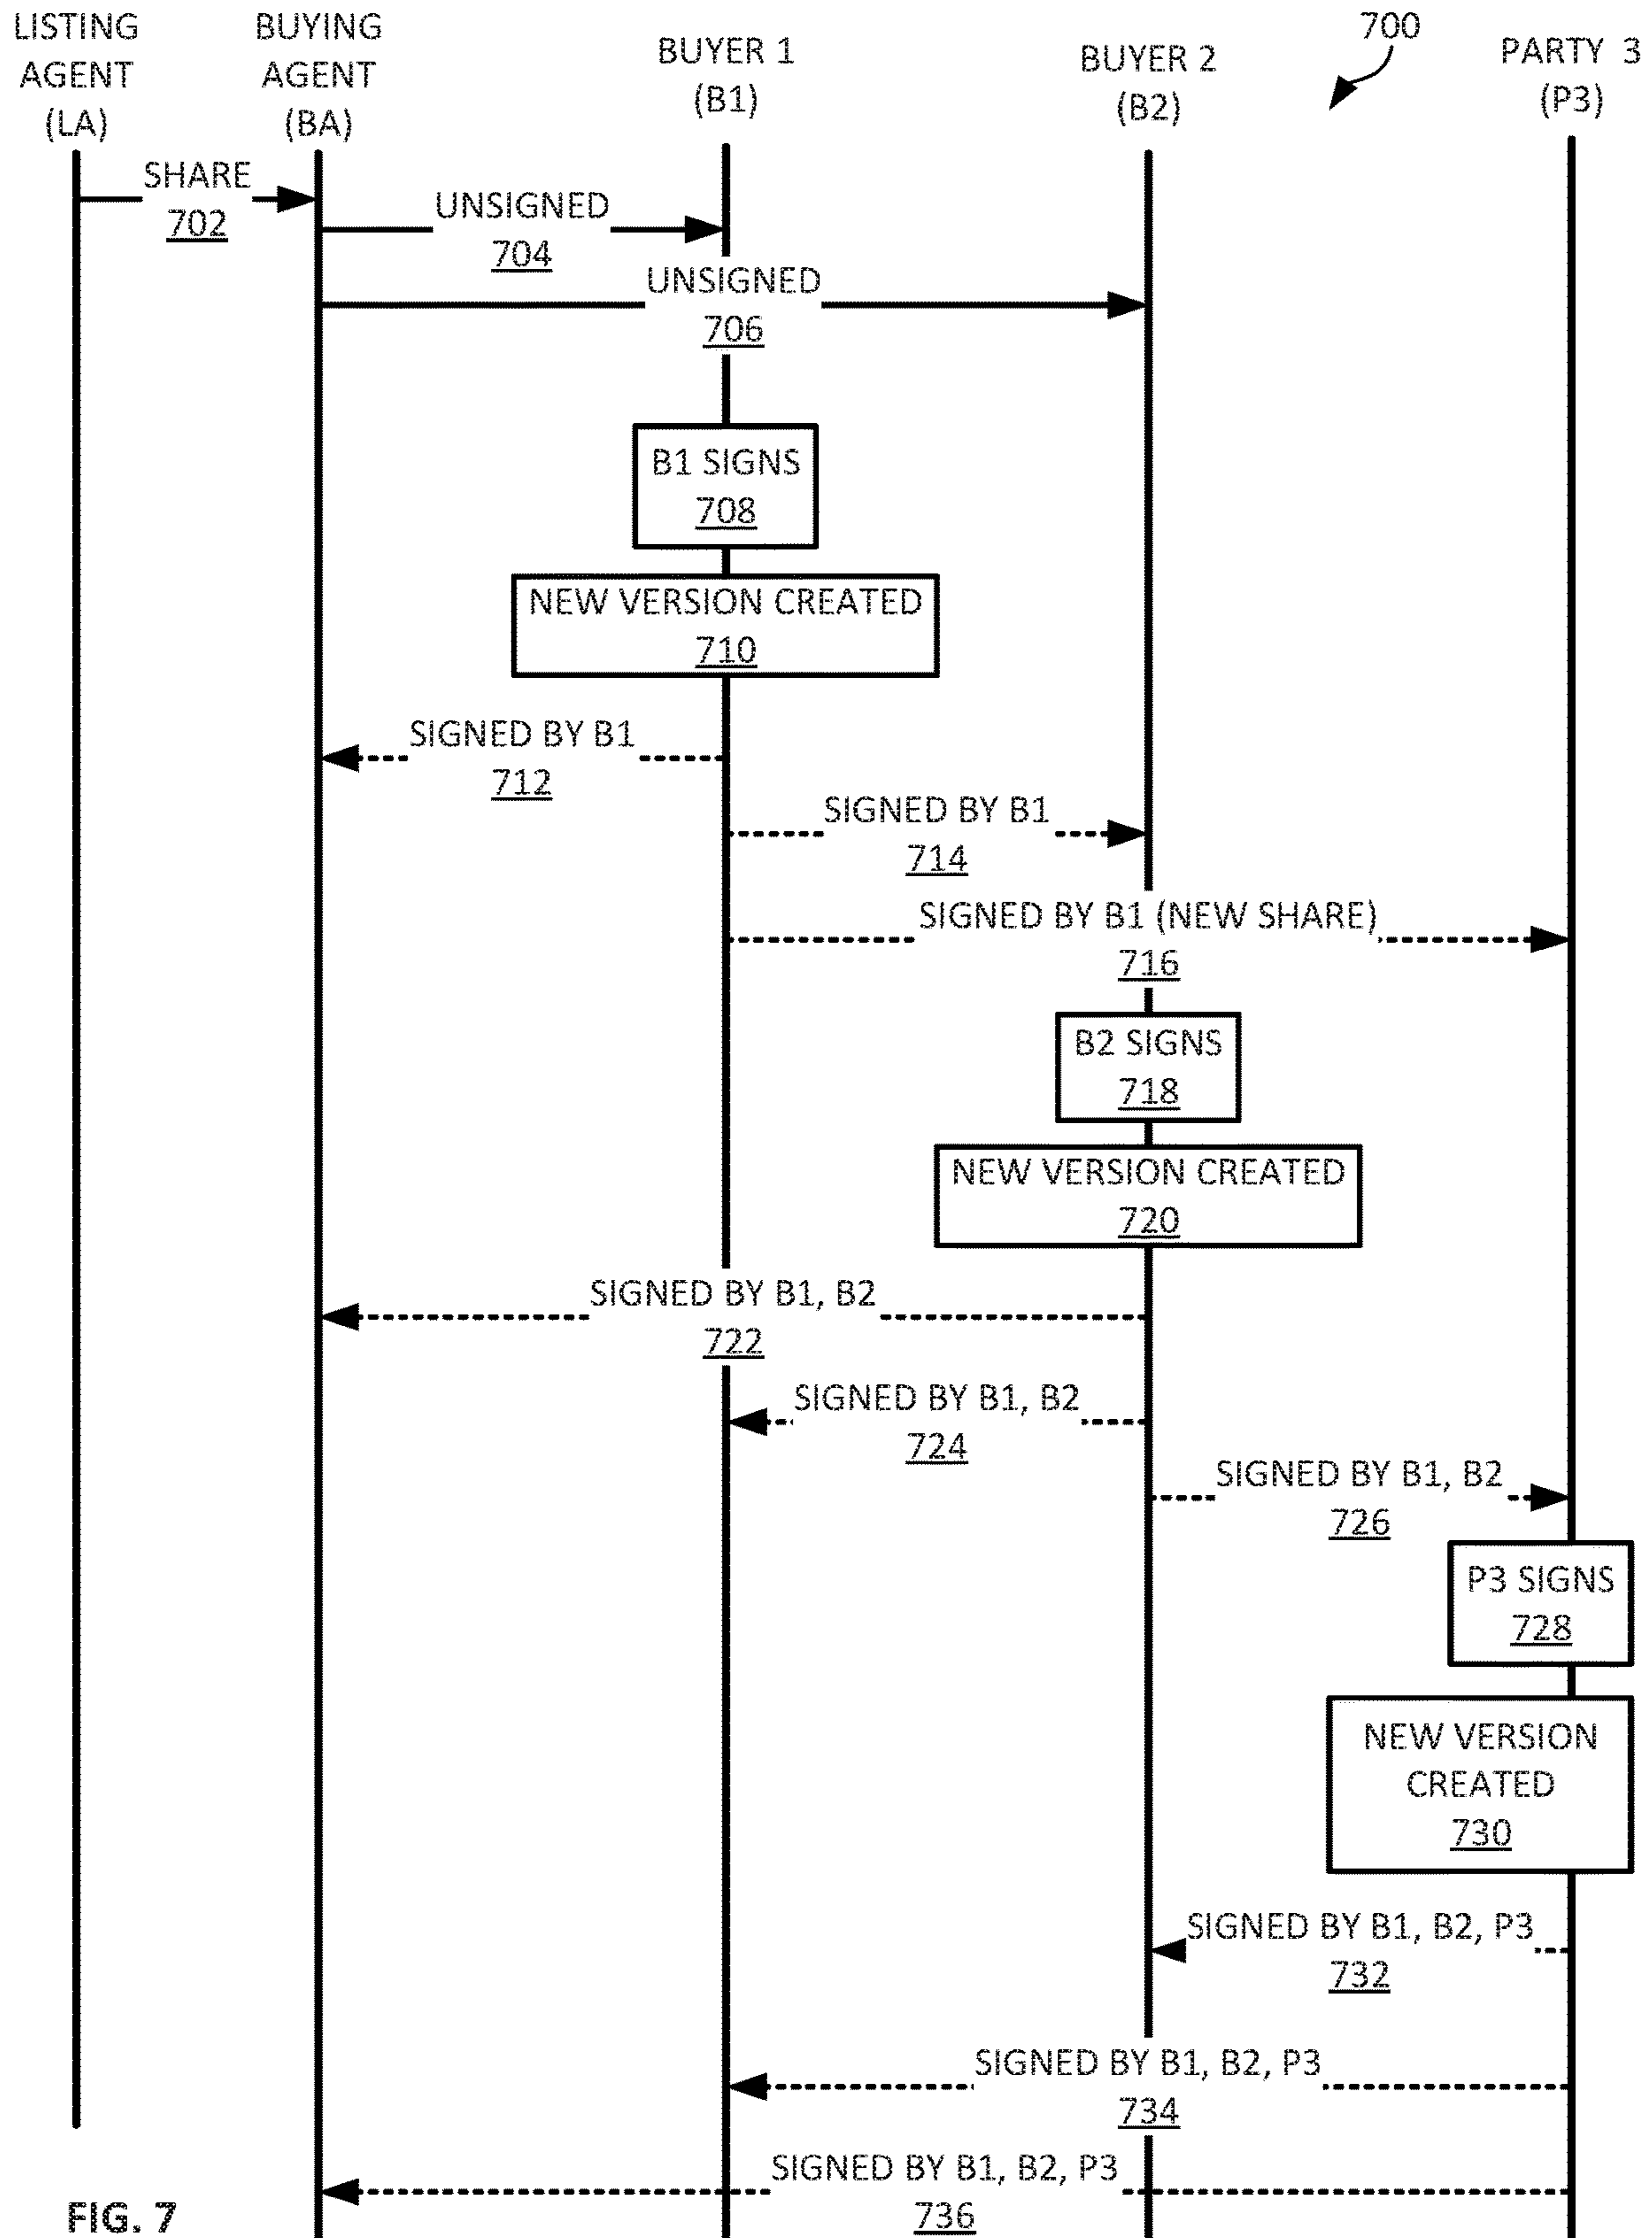 LISTING
AGENT
(LA)
BUYING
AGENT
(BA)
BUYER 1
(B1)
BUYER 2
(B2)
700
PARTY 3
(P3)
SHARE
702
UNSIGNED
704
UNSIGNED
706
B1 SIGNS
708
NEW VERSION CREATED
710
SIGNED BY B1
712
SIGNED BY B1
714
SIGNED BY B1 (NEW SHARE)
716
B2 SIGNS
718
NEW VERSION CREATED
720
SIGNED BY B1, B2
722
SIGNED BY B1, B2
724
SIGNED BY B1, B2
726
P3 SIGNS
728
NEW VERSION
CREATED
730
SIGNED BY B1, B2, P3
732
SIGNED BY B1, B2, P3
734
SIGNED BY B1, B2, P3
736
FIG. 7